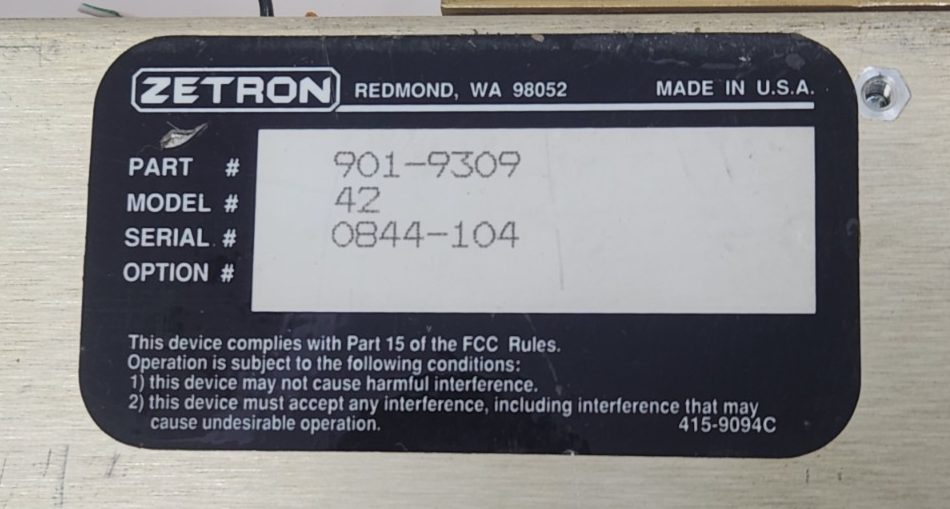 ZETRON REDMOND, WA 98052 MADE IN U.S.A.
PART # 901-9309
MODEL # 42
SERIAL # 0844-104
OPTION #
This device complies with Part 15 of the FCC Rules.
Operation is subject to the following conditions:
1) this device may not cause harmful interference.
2) this device must accept any interference, including interference that may
cause undesirable operation. 415-9094C